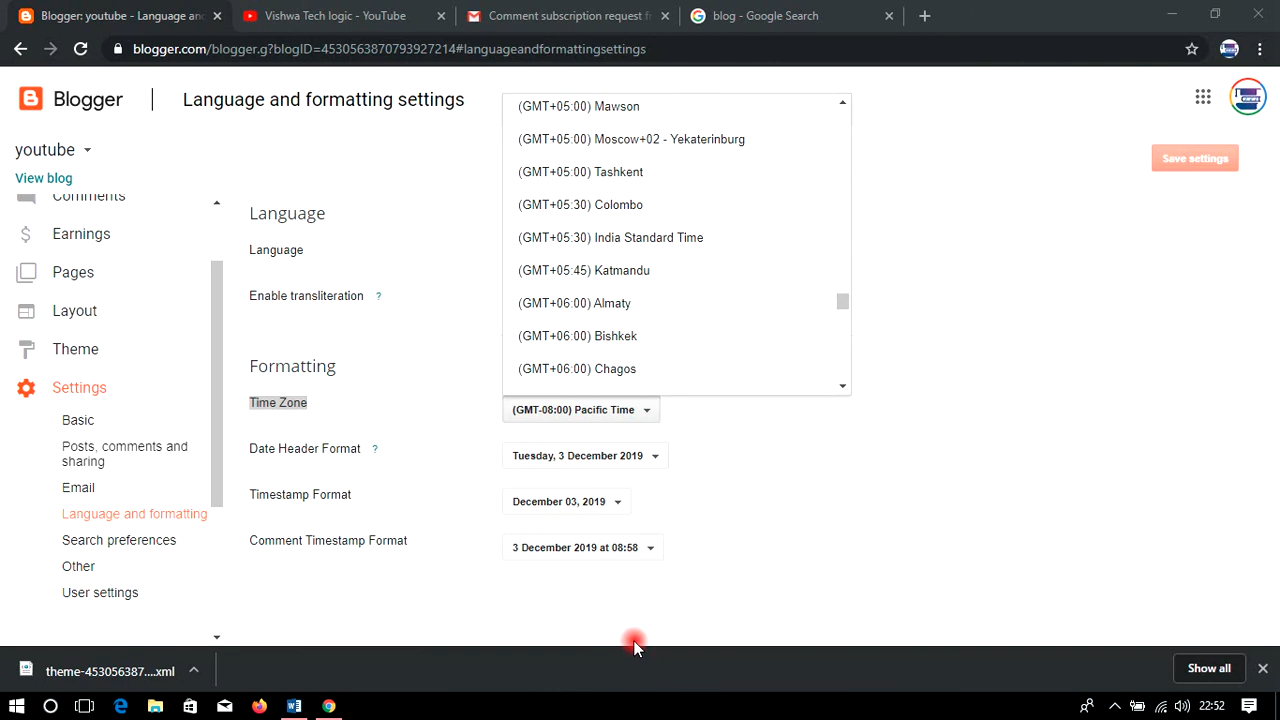 Blogger: youtube - Language and
Vishwa Tech logic - YouTube
Comment subscription request fr
blog - Google Search
blogger.com/blogger.g?blogID=4530563870793927214#languageandformattingsettings
Blogger
Language and formatting settings
youtube
View blog
Save settings
Comments
Earnings
Pages
Layout
Theme
Settings
Basic
Posts, comments and
sharing
Email
Language and formatting
Search preferences
Other
User settings
Language
Language
Enable transliteration ?
Formatting
Time Zone
Date Header Format ?
Timestamp Format
Comment Timestamp Format
(GMT+05:00) Mawson
(GMT+05:00) Moscow+02 - Yekaterinburg
(GMT+05:00) Tashkent
(GMT+05:30) Colombo
(GMT+05:30) India Standard Time
(GMT+05:45) Katmandu
(GMT+06:00) Almaty
(GMT+06:00) Bishkek
(GMT+06:00) Chagos
(GMT-08:00) Pacific Time
Tuesday, 3 December 2019
December 03, 2019
3 December 2019 at 08:58
theme-453056387....xml
Show all
22:52